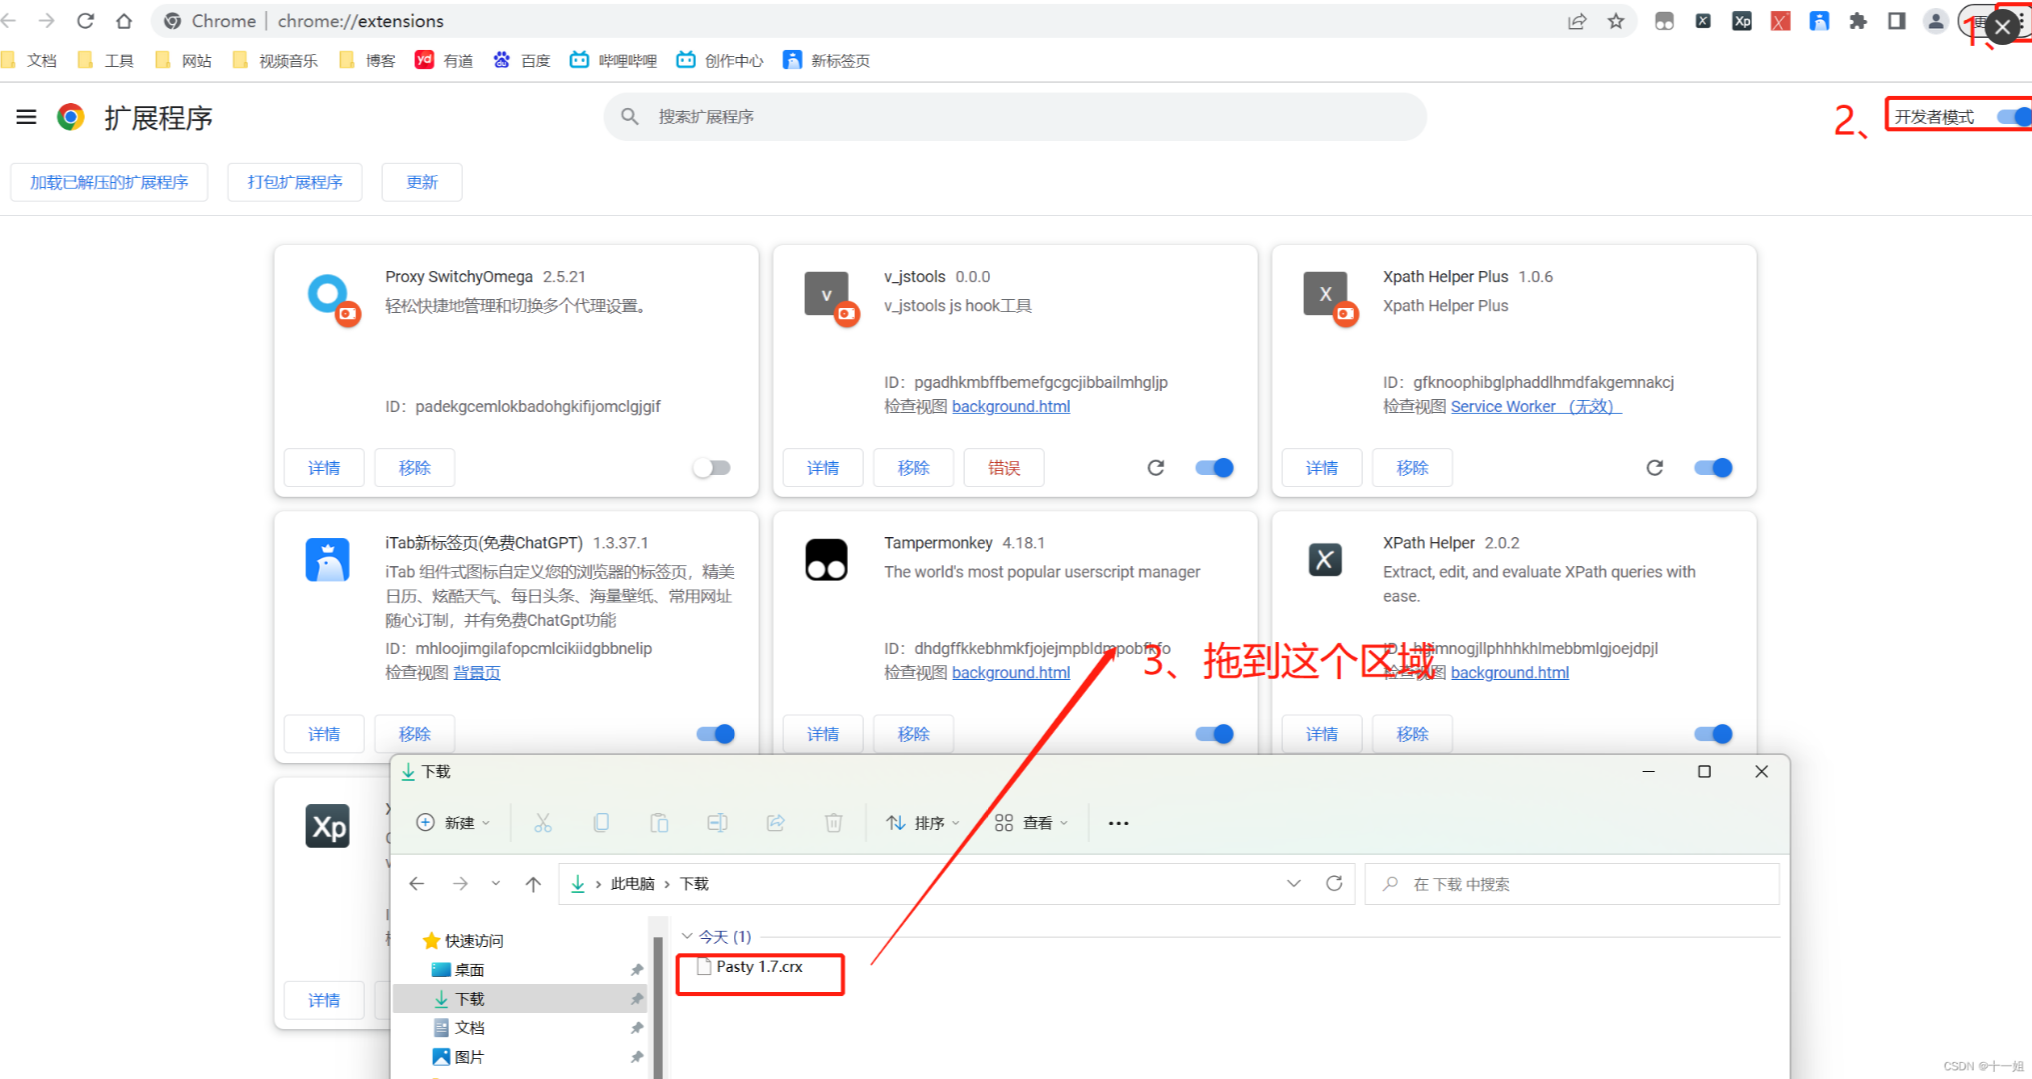 Chrome | chrome://extensions
1、
文档 工具 网站 视频音乐 博客 yd 有道 百度 哔哩哔哩 创作中心 新标签页
扩展程序
搜索扩展程序
2、
开发者模式
加载已解压的扩展程序 打包扩展程序 更新
Proxy SwitchyOmega 2.5.21
轻松快捷地管理和切换多个代理设置。
ID：padekgcemlokbadohgkifijomclgjgif
详情 移除
v
v_jstools 0.0.0
v_jstools js hook工具
ID：pgadhkmbffbemefgcgcjibbailmhgljp
检查视图 background.html
详情 移除 错误
X
Xpath Helper Plus 1.0.6
Xpath Helper Plus
ID：gfknoophibglphaddlhmdfakgemnakcj
检查视图 Service Worker （无效）
详情 移除
iTab新标签页(免费ChatGPT) 1.3.37.1
iTab 组件式图标自定义您的浏览器的标签页，精美
日历、炫酷天气、每日头条、海量壁纸、常用网址
随心订制，并有免费ChatGpt功能
ID：mhloojimgilafopcmlcikiidgbbnelip
检查视图 背景页
详情 移除
Tampermonkey 4.18.1
The world's most popular userscript manager
ID：dhdgffkkebhmkfjojejmpbldmpobfkfo
检查视图 background.html
详情 移除
X
XPath Helper 2.0.2
Extract, edit, and evaluate XPath queries with
ease.
ID：hgimnogjllphhhkhlmebbmlgjoejdpjl
检查视图 background.html
详情 移除
3、拖到这个区域
Xp
详情
下载
新建 排序 查看
此电脑 › 下载
在 下载 中搜索
快速访问
桌面
下载
文档
图片
今天 (1)
Pasty 1.7.crx
CSDN @十一姐